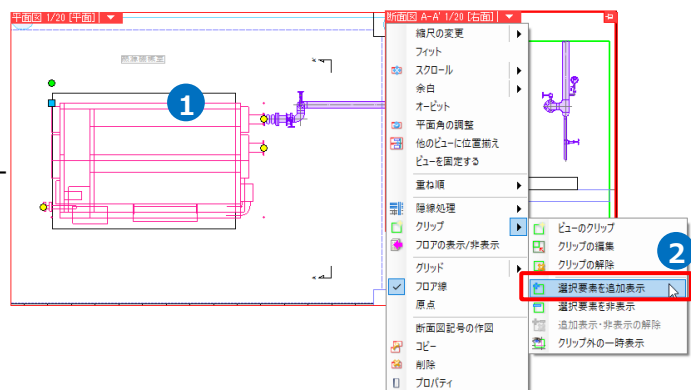 平面図 1/20 [平面]
断面図 A-A' 1/20 [右面]
1
縮尺の変更
フィット
スクロール
余白
オービット
平面角の調整
他のビューに位置揃え
ビューを固定する
重ね順
隠線処理
クリップ
フロアの表示/非表示
グリッド
フロア線
原点
断面図記号の作図
コピー
削除
プロパティ
ビューのクリップ
クリップの編集
クリップの解除
2
選択要素を追加表示
選択要素を非表示
追加表示・非表示の解除
クリップ外の一時表示